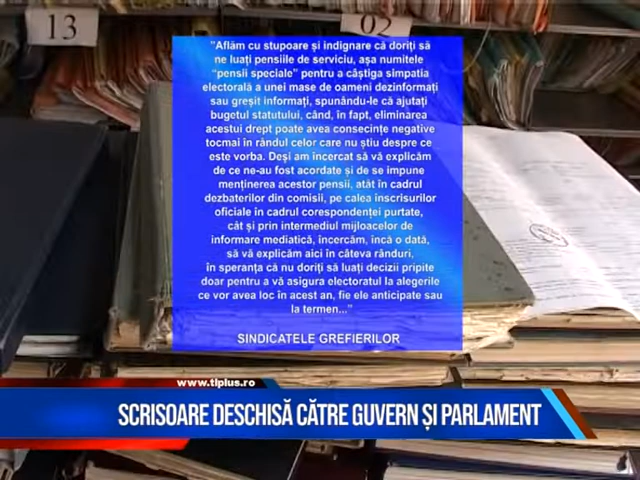 13
02
"Aflăm cu stupoare și indignare că doriți să
ne luați pensiile de serviciu, așa numitele
"pensii speciale" pentru a câștiga simpatia
electorală a unei mase de oameni dezinformați
sau greșit informați, spunându-le că ajutați
bugetul statutului, când, în fapt, eliminarea
acestui drept poate avea consecințe negative
tocmai în rândul celor care nu știu despre ce
este vorba. Deși am încercat să vă explicăm
de ce ne-au fost acordate și de se impune
menținerea acestor pensii, atât în cadrul
dezbaterilor din comisii, pe calea înscrisurilor
oficiale în cadrul corespondenței purtate,
cât și prin intermediul mijloacelor de
informare mediatică, încercăm, încă o dată,
să vă explicăm aici în câteva rânduri,
în speranța că nu doriți să luați decizii pripite
doar pentru a vă asigura electoratul la alegerile
ce vor avea loc în acest an, fie ele anticipate sau
la termen..."
SINDICATELE GREFIERILOR
www.tlplus.ro
SCRISOARE DESCHISĂ CĂTRE GUVERN ȘI PARLAMENT